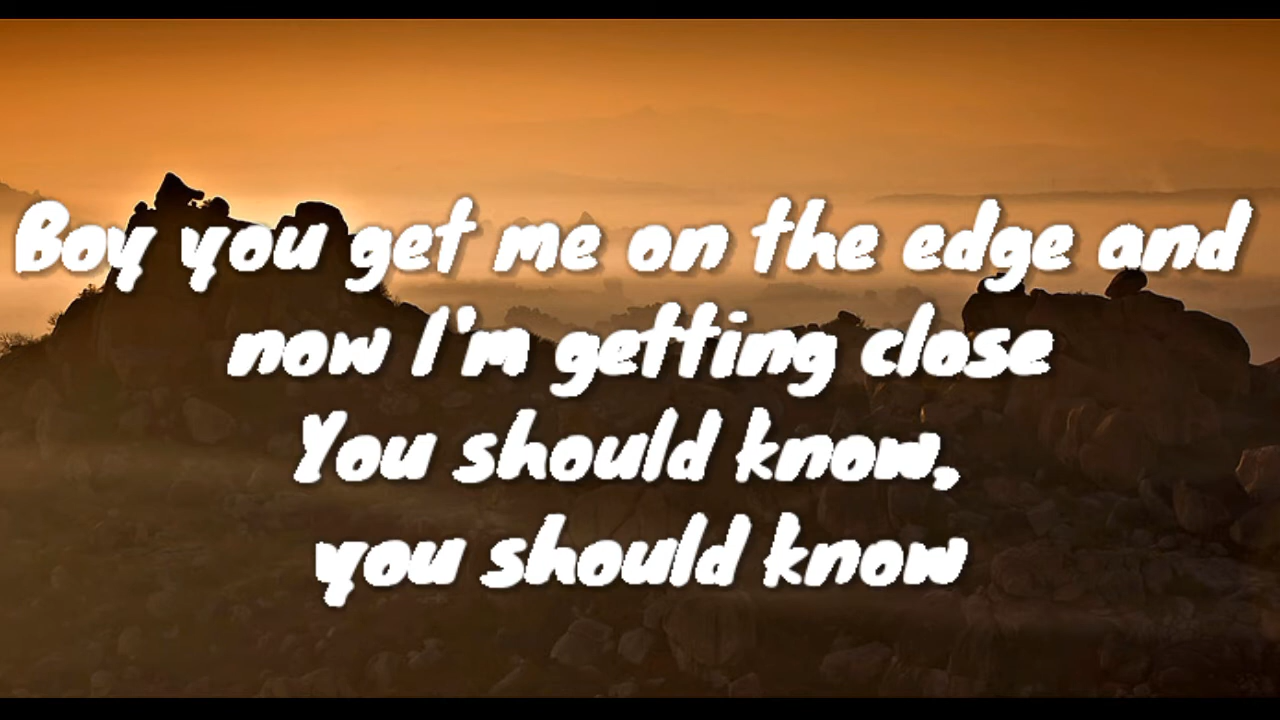 Boy you get me on the edge and
now I'm getting close
You should know,
you should know